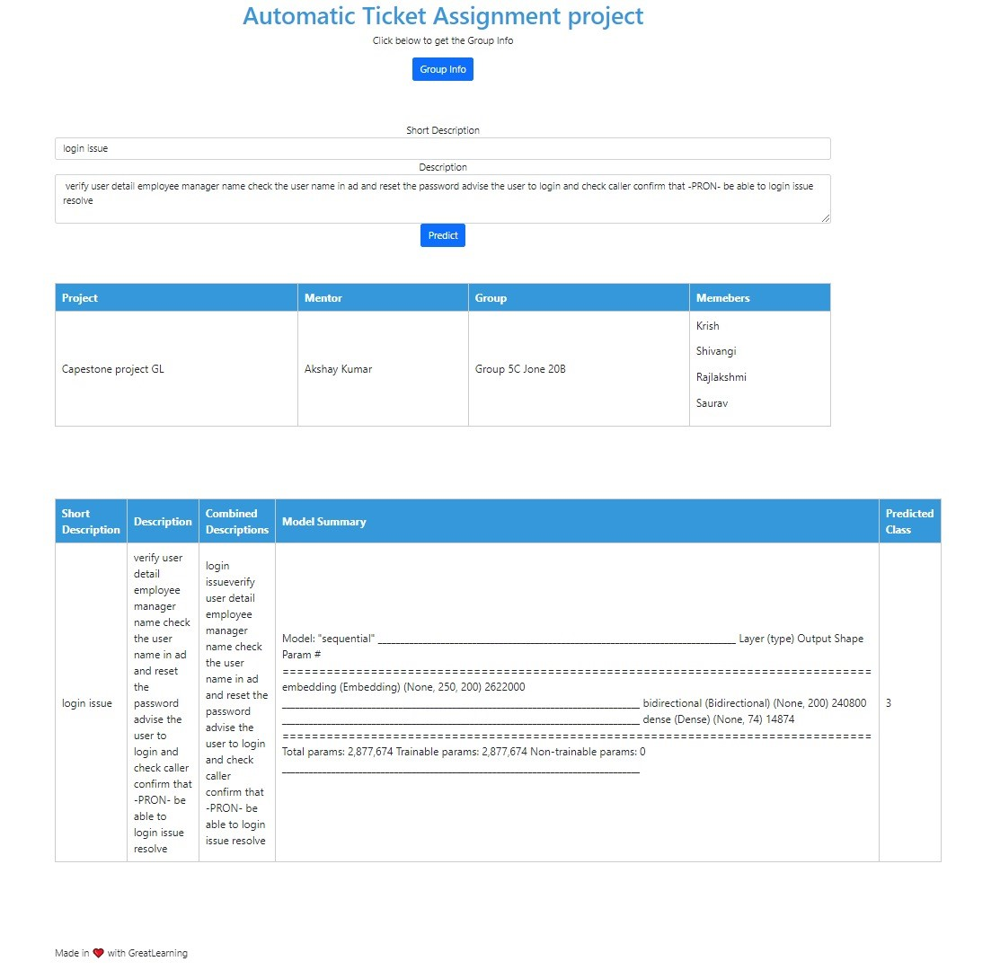 Automatic Ticket Assignment project
Click below to get the Group Info
Group Info
Short Description
login issue
Description
verify user detail employee manager name check the user name in ad and reset the password advise the user to login and check caller confirm that -PRON- be able to login issue
resolve
Predict
Project Mentor Group Memebers
Capestone project GL Akshay Kumar Group 5C Jone 20B
Krish
Shivangi
Rajlakshmi
Saurav
Short
Description
Description
Combined
Descriptions
Model Summary
Predicted
Class
login issue
verify user
detail
employee
manager
name check
the user
name in ad
and reset
the
password
advise the
user to
login and
check caller
confirm that
-PRON- be
able to
login issue
resolve
login
issueverify
user detail
employee
manager
name check
the user
name in ad
and reset the
password
advise the
user to login
and check
caller
confirm that
-PRON- be
able to login
issue resolve
Model: "sequential" _________________________________________________________________ Layer (type) Output Shape
Param #
=================================================================================
embedding (Embedding) (None, 250, 200) 2622000
_________________________________________________________________ bidirectional (Bidirectional) (None, 200) 240800
_________________________________________________________________ dense (Dense) (None, 74) 14874
=================================================================================
Total params: 2,877,674 Trainable params: 2,877,674 Non-trainable params: 0
_________________________________________________________________
3
Made in ❤ with GreatLearning